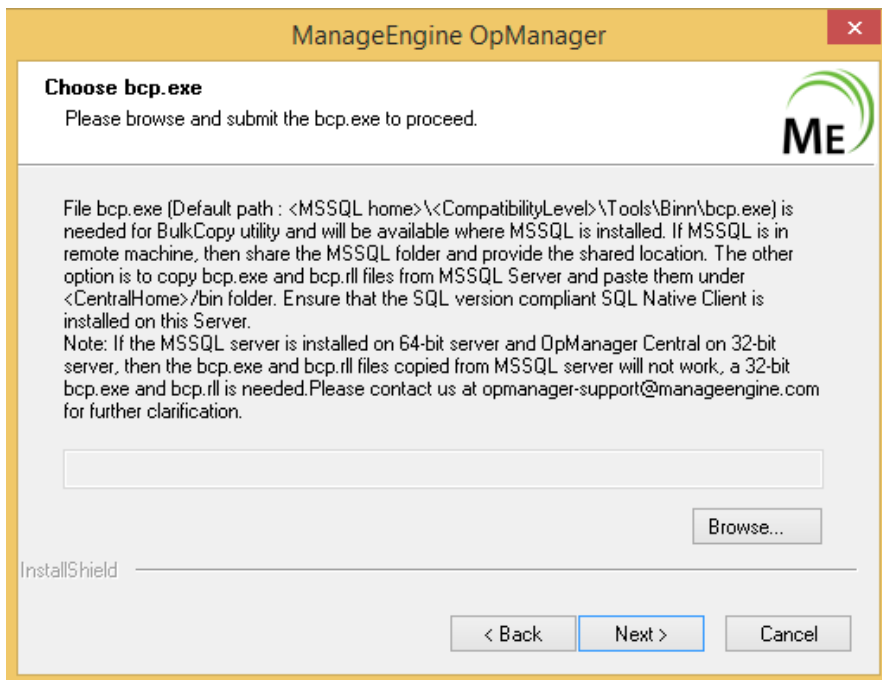 ManageEngine OpManager
×
Choose bcp.exe
Please browse and submit the bcp.exe to proceed.
ME
File bcp.exe (Default path : <MSSQL home>\<CompatibilityLevel>\Tools\Binn\bcp.exe) is
needed for BulkCopy utility and will be available where MSSQL is installed. If MSSQL is in
remote machine, then share the MSSQL folder and provide the shared location. The other
option is to copy bcp.exe and bcp.rll files from MSSQL Server and paste them under
<CentralHome>/bin folder. Ensure that the SQL version compliant SQL Native Client is
installed on this Server.
Note: If the MSSQL server is installed on 64-bit server and OpManager Central on 32-bit
server, then the bcp.exe and bcp.rll files copied from MSSQL server will not work, a 32-bit
bcp.exe and bcp.rll is needed.Please contact us at opmanager-support@manageengine.com
for further clarification.
Browse...
InstallShield
< Back
Next >
Cancel